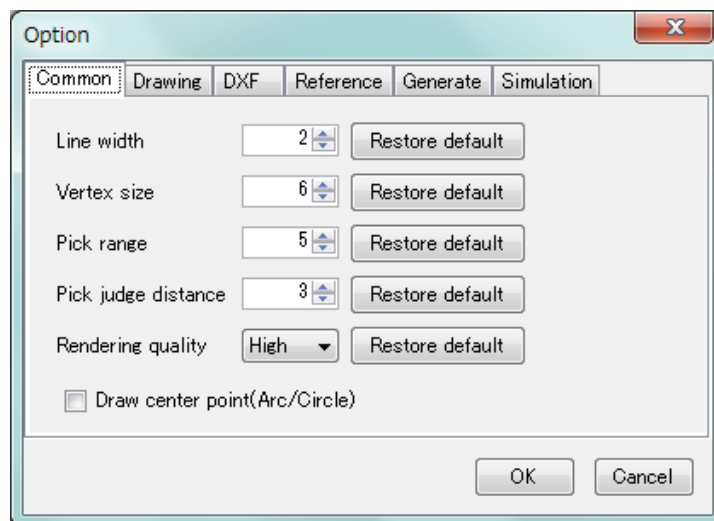 Option
Common Drawing DXF Reference Generate Simulation
Line width 2 Restore default
Vertex size 6 Restore default
Pick range 5 Restore default
Pick judge distance 3 Restore default
Rendering quality High Restore default
Draw center point(Arc/Circle)
OK Cancel